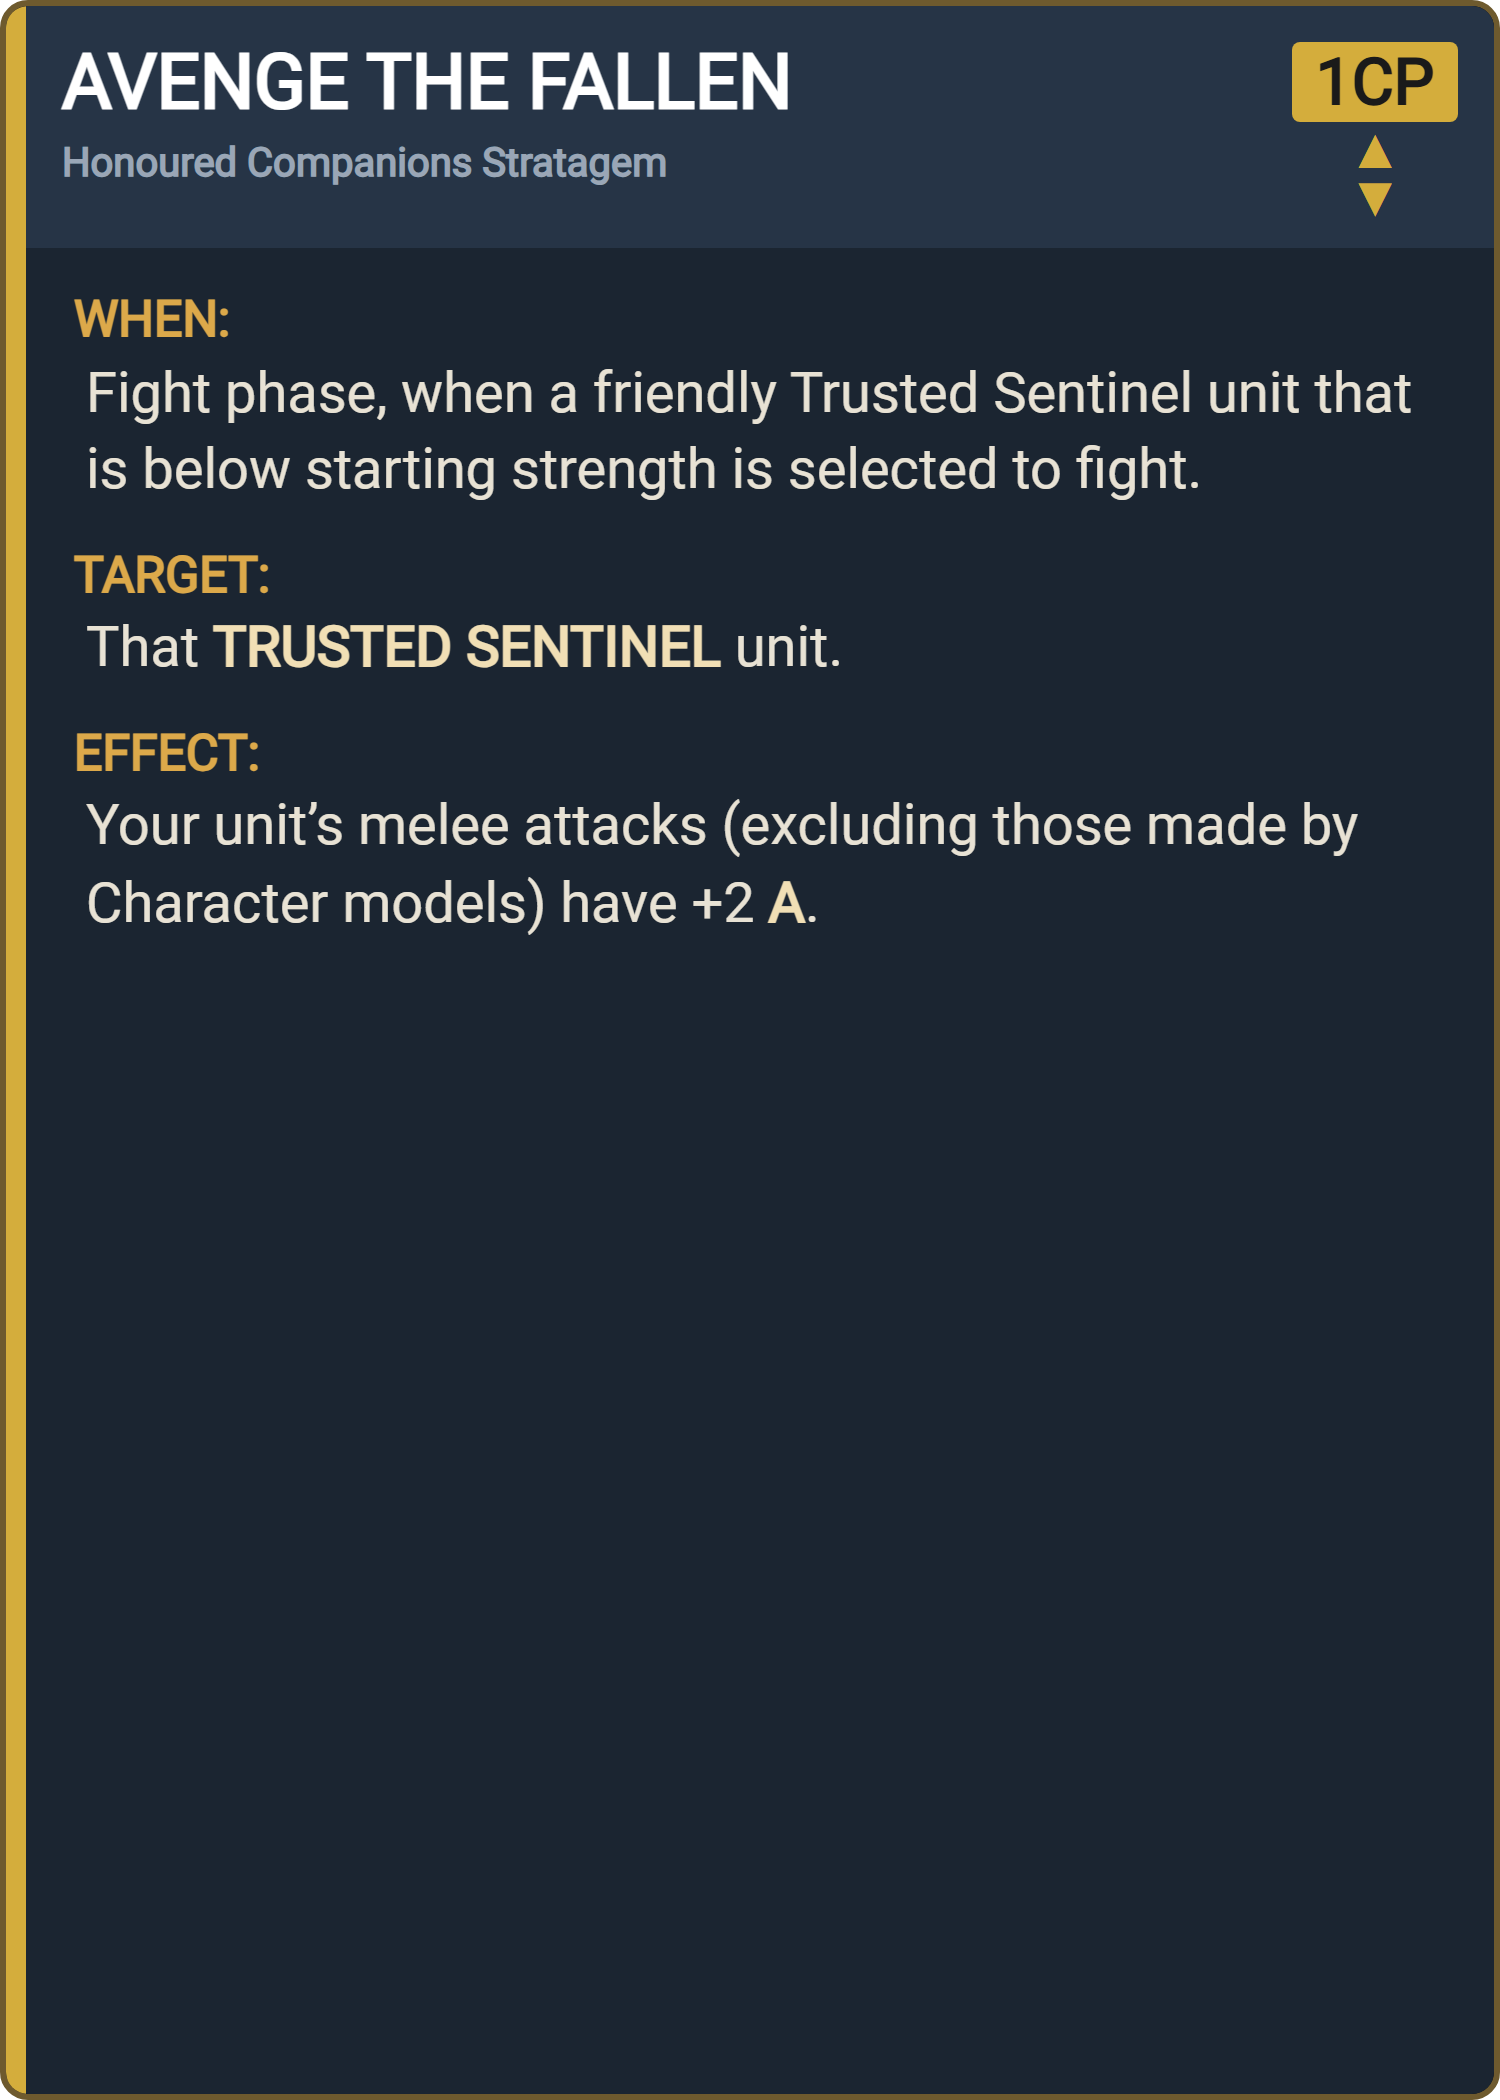 AVENGE THE FALLEN
1CP
Honoured Companions Stratagem
▲
▼
WHEN:
Fight phase, when a friendly Trusted Sentinel unit that
is below starting strength is selected to fight.
TARGET:
That TRUSTED SENTINEL unit.
EFFECT:
Your unit’s melee attacks (excluding those made by
Character models) have +2 A.